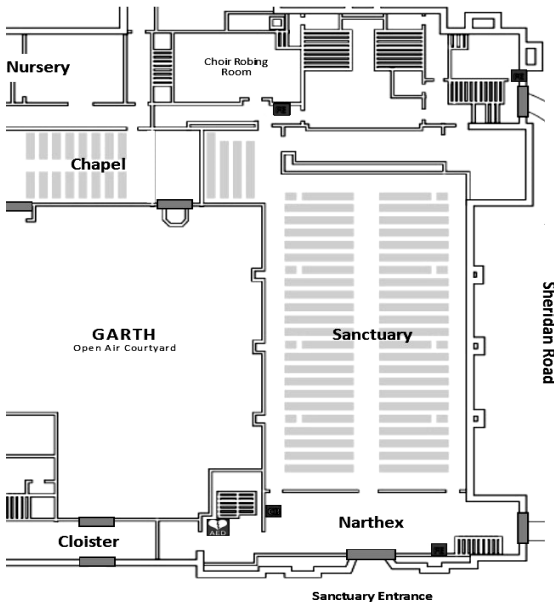 Nursery
Choir Robing
Room
Chapel
GARTH
Open Air Courtyard
Sanctuary
Sheridan Road
AED
Narthex
Cloister
Sanctuary Entrance